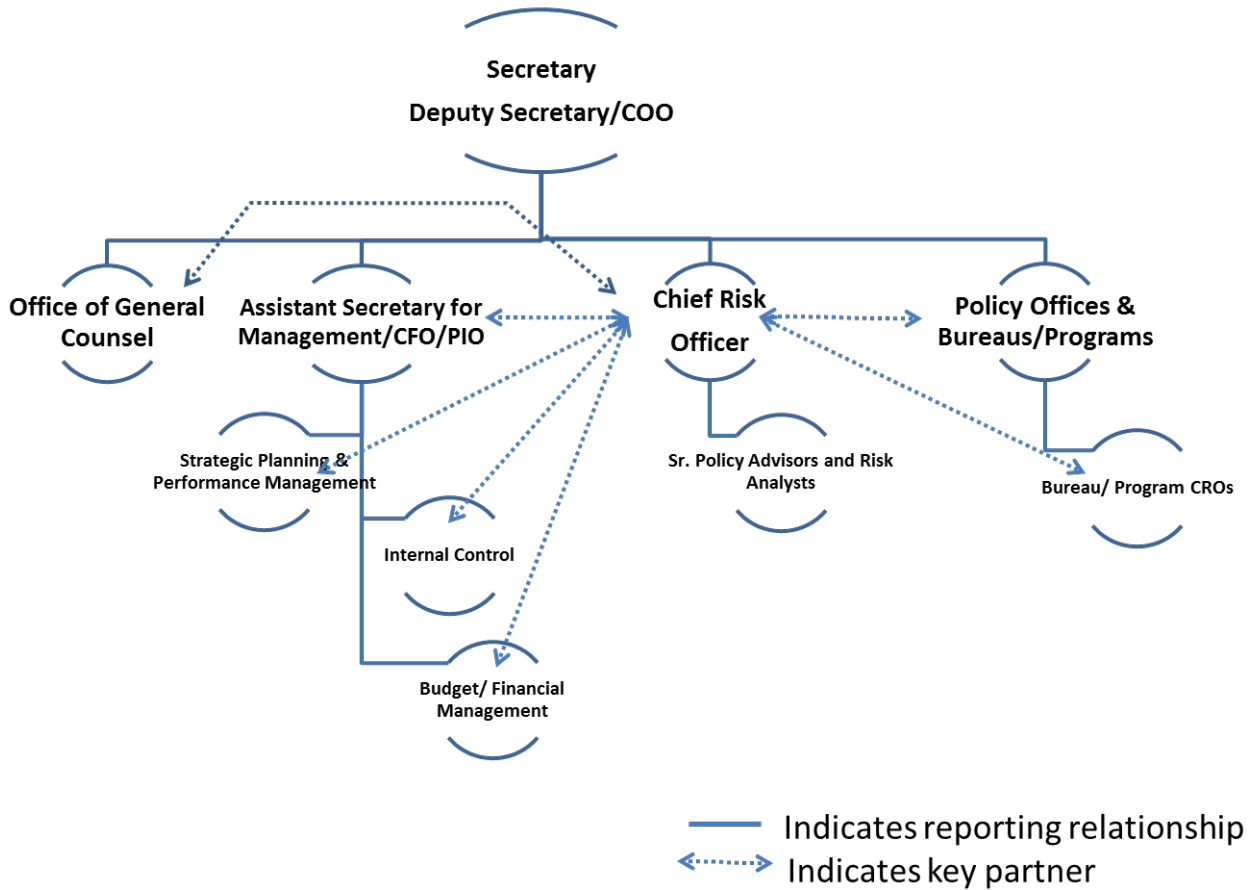 Secretary
Deputy Secretary/COO
Office of General
Counsel
Assistant Secretary for
Management/CFO/PIO
Chief Risk
Officer
Policy Offices &
Bureaus/Programs
Strategic Planning &
Performance Management
Internal Control
Budget/ Financial
Management
Sr. Policy Advisors and Risk
Analysts
Bureau/ Program CROs
Indicates reporting relationship
Indicates key partner